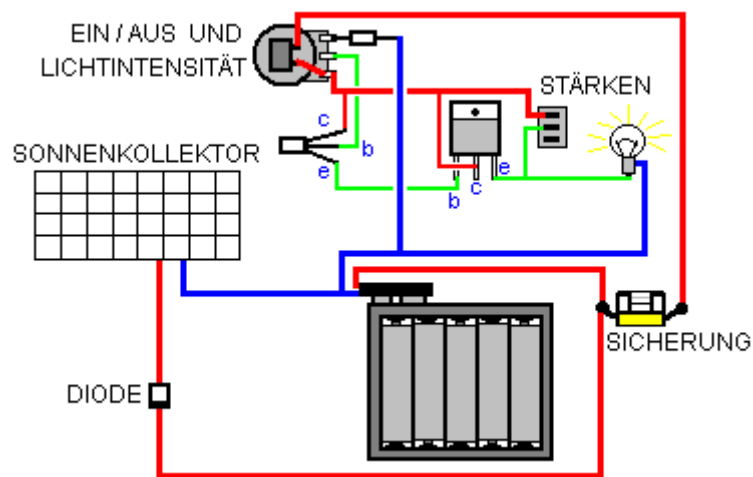 EIN / AUS UND
LICHTINTENSITÄT
STÄRKEN
c
b
e
SONNENKOLLEKTOR
b
c
e
SICHERUNG
DIODE